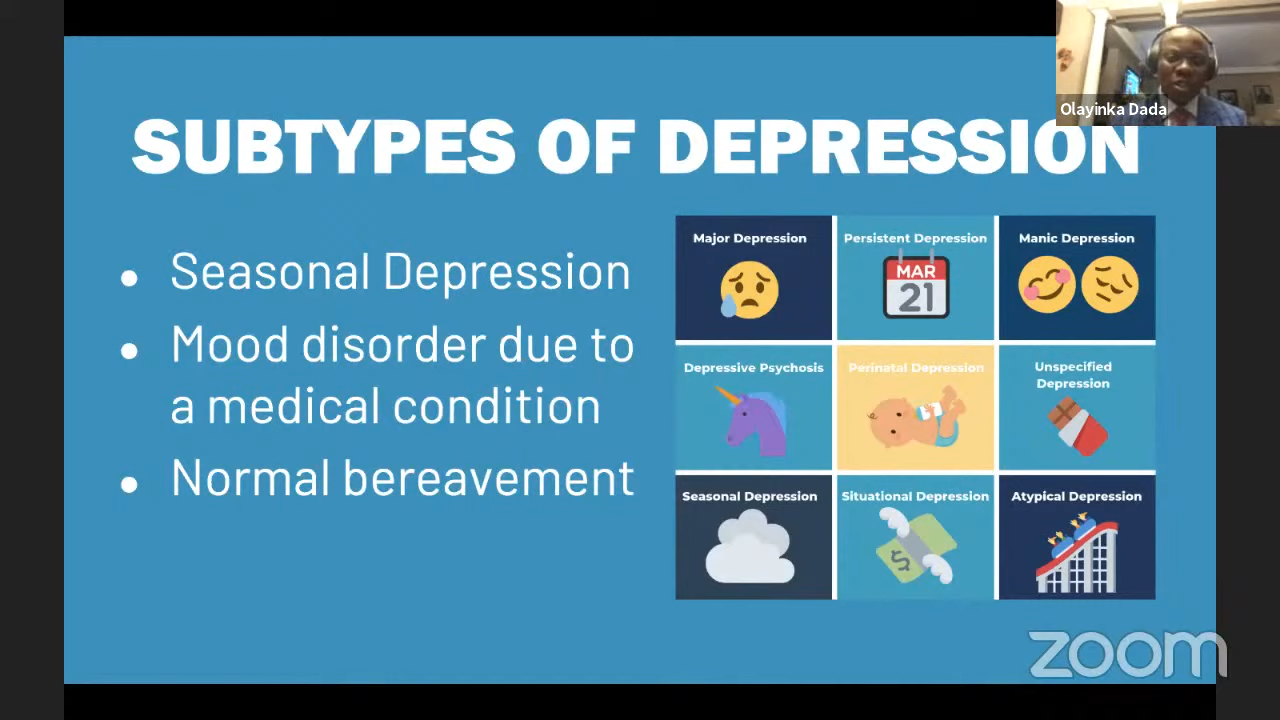 Olayinka Dada
SUBTYPES OF DEPRESSION
• Seasonal Depression
• Mood disorder due to
a medical condition
• Normal bereavement
Major Depression
Persistent Depression
Manic Depression
MAR
21
Depressive Psychosis
Perinatal Depression
Unspecified
Depression
Seasonal Depression
Situational Depression
$
Atypical Depression
zoom